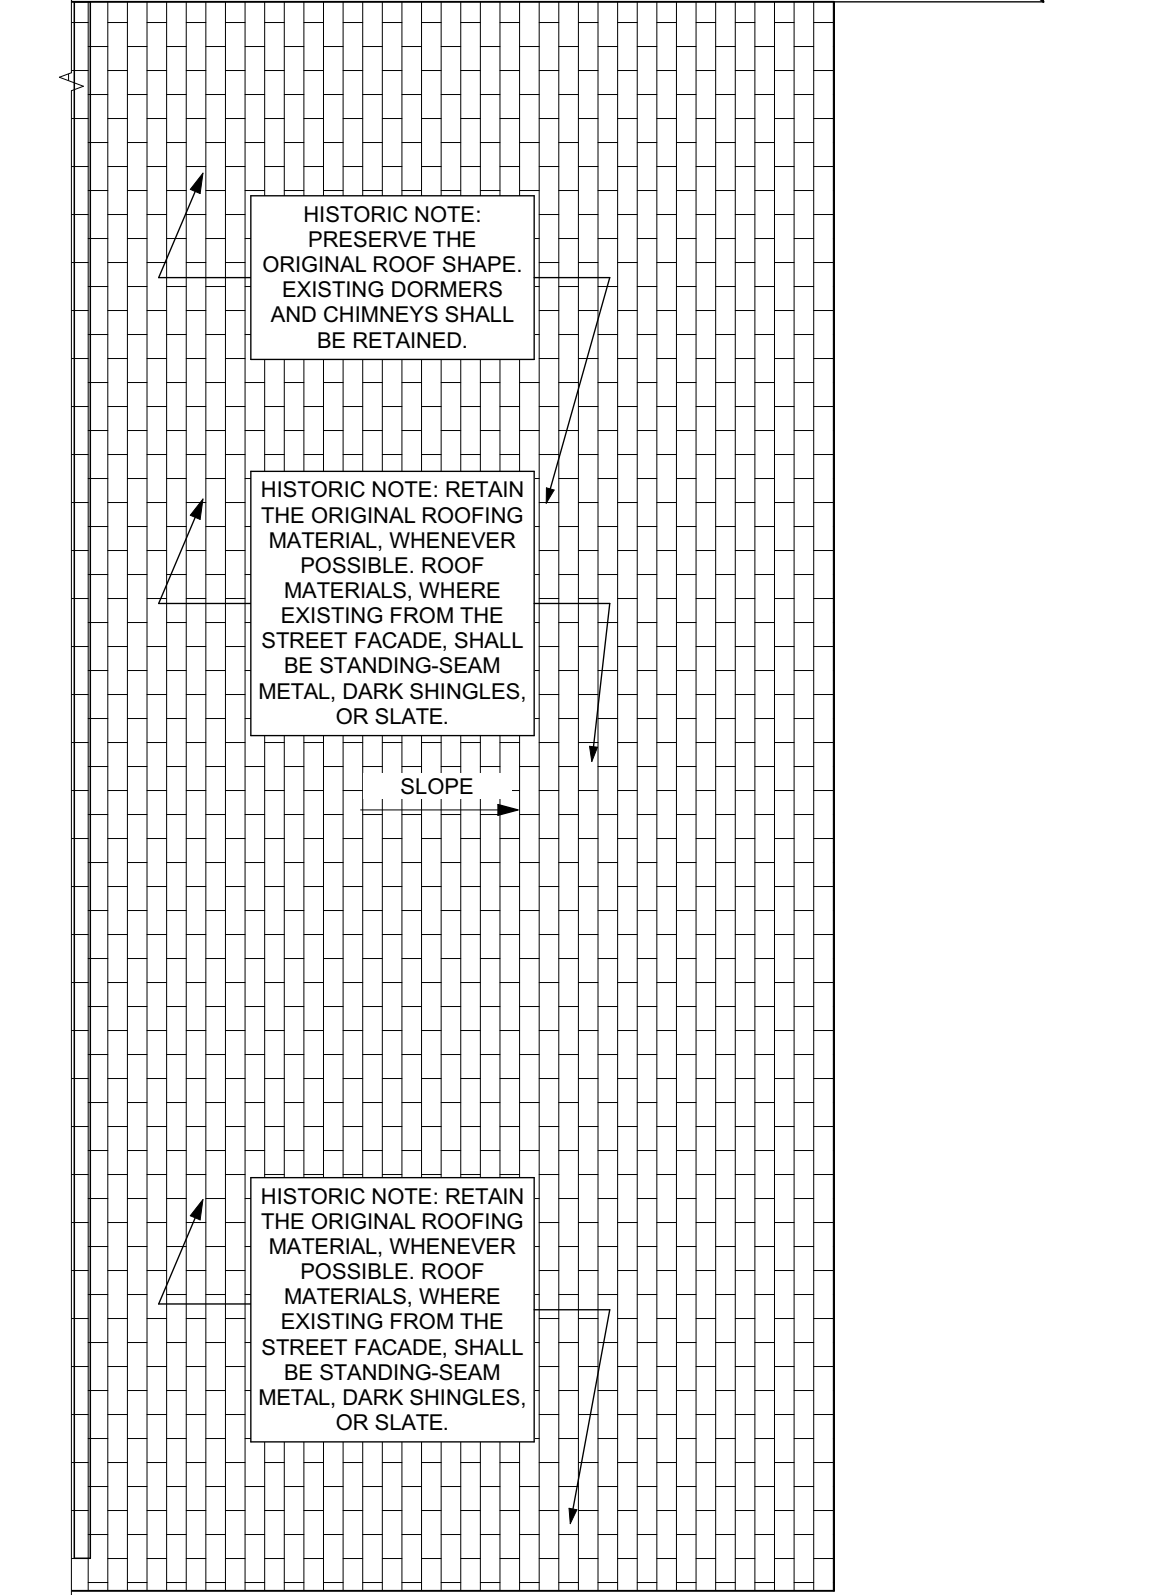 HISTORIC NOTE:
PRESERVE THE
ORIGINAL ROOF SHAPE.
EXISTING DORMERS
AND CHIMNEYS SHALL
BE RETAINED.
HISTORIC NOTE: RETAIN
THE ORIGINAL ROOFING
MATERIAL, WHENEVER
POSSIBLE. ROOF
MATERIALS, WHERE
EXISTING FROM THE
STREET FACADE, SHALL
BE STANDING-SEAM
METAL, DARK SHINGLES,
OR SLATE.
SLOPE
HISTORIC NOTE: RETAIN
THE ORIGINAL ROOFING
MATERIAL, WHENEVER
POSSIBLE. ROOF
MATERIALS, WHERE
EXISTING FROM THE
STREET FACADE, SHALL
BE STANDING-SEAM
METAL, DARK SHINGLES,
OR SLATE.